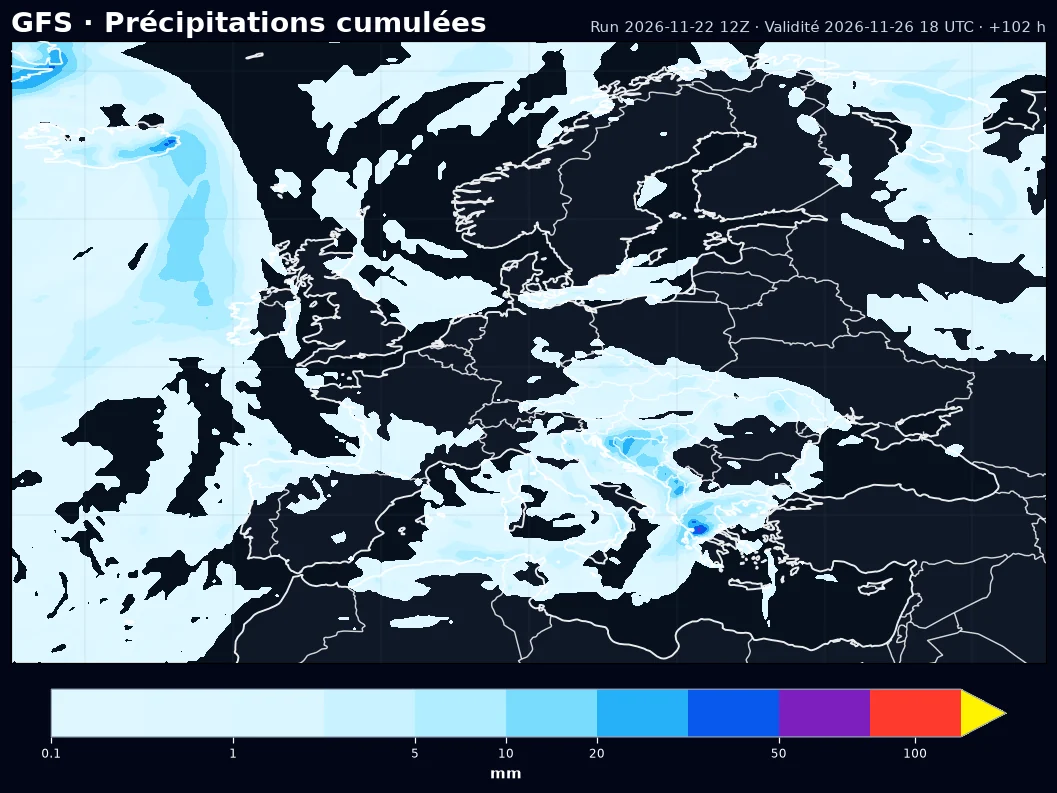 GFS · Précipitations cumulées
Run 2026-11-22 12Z · Validité 2026-11-26 18 UTC · +102 h
0.1 1 5 10 20 50 100
mm